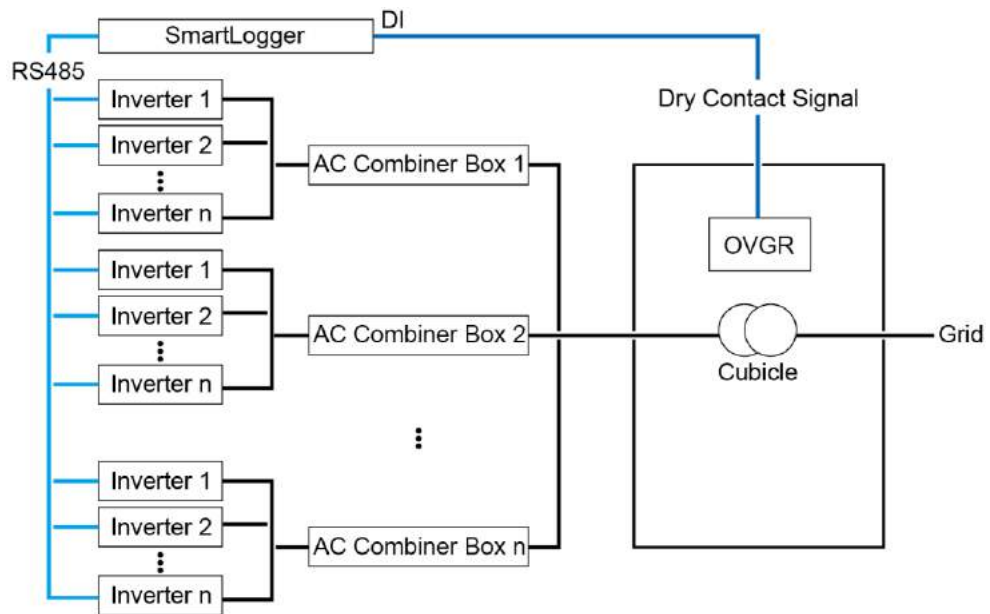 SmartLogger
DI
RS485
Dry Contact Signal
Inverter 1
Inverter 2
Inverter n
AC Combiner Box 1
OVGR
Inverter 1
Inverter 2
Inverter n
AC Combiner Box 2
Cubicle
Grid
Inverter 1
Inverter 2
Inverter n
AC Combiner Box n